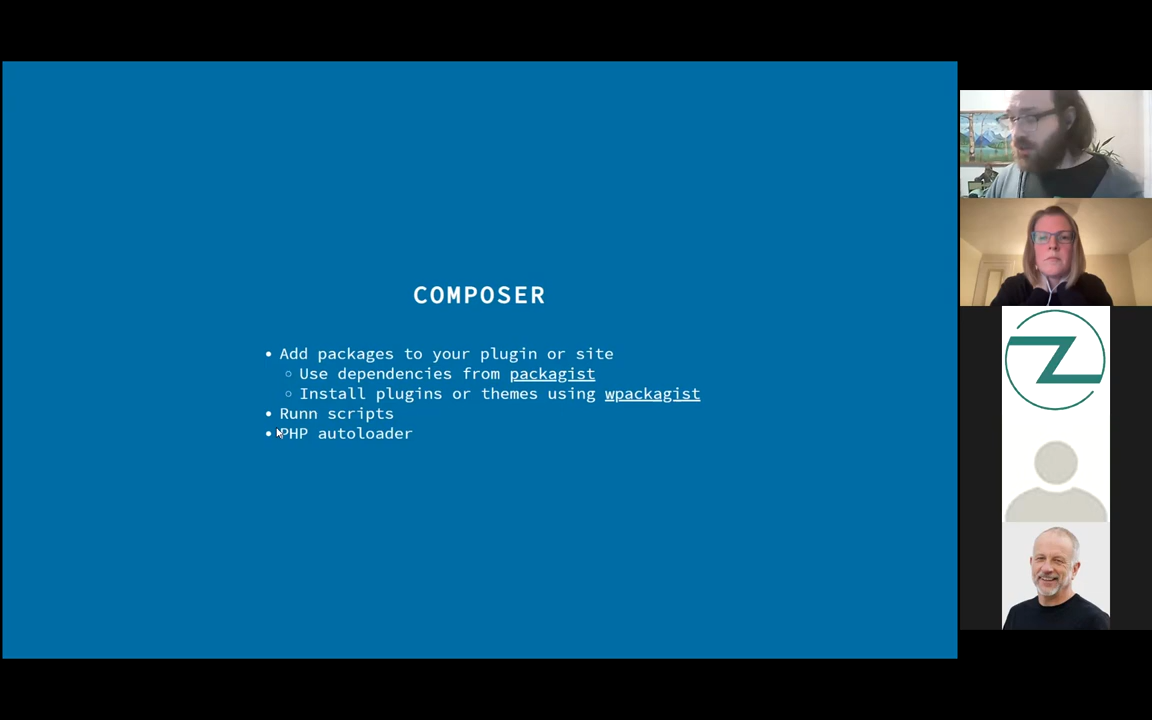 COMPOSER
• Add packages to your plugin or site
◦ Use dependencies from packagist
◦ Install plugins or themes using wpackagist
• Runn scripts
• PHP autoloader
Z